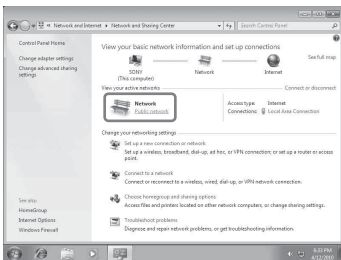 Network and Internet ▸ Network and Sharing Center
Search Control Panel
Control Panel Home
Change adapter settings
Change advanced sharing
settings
View your basic network information and set up connections
See full map
SONY
(This computer)
Network
Internet
View your active networks
Connect or disconnect
Network
Public network
Access type: Internet
Connections: Local Area Connection
Change your networking settings
Set up a new connection or network
Set up a wireless, broadband, dial-up, ad hoc, or VPN connection; or set up a router or access
point.
Connect to a network
Connect or reconnect to a wireless, wired, dial-up, or VPN network connection.
Choose homegroup and sharing options
Access files and printers located on other network computers, or change sharing settings.
Troubleshoot problems
Diagnose and repair network problems, or get troubleshooting information.
See also
HomeGroup
Internet Options
Windows Firewall
6:33 PM
4/12/2010